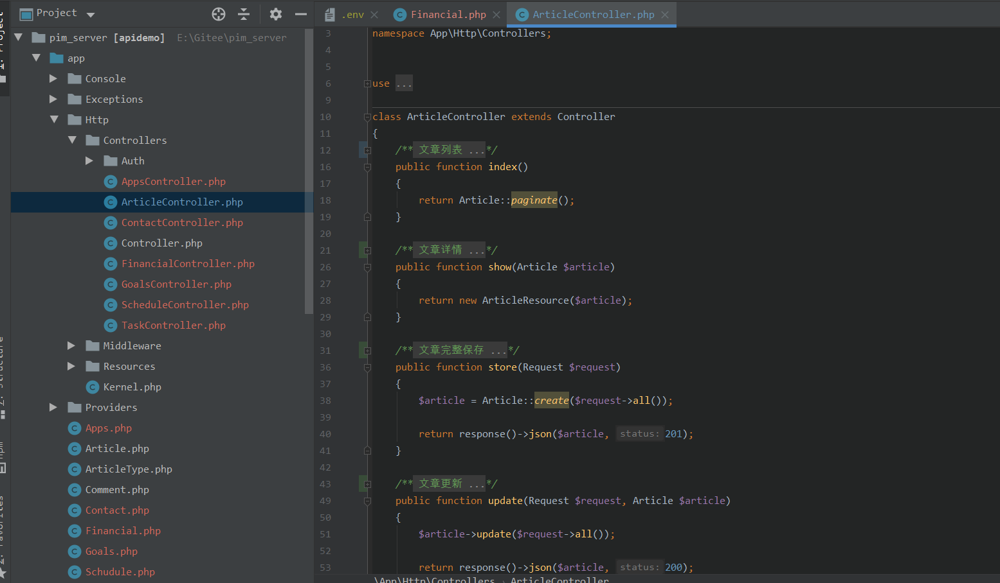 Project
.env
Financial.php
ArticleController.php
1: Project
pim_server [apidemo] E:\Gitee\pim_server
app
Console
Exceptions
Http
Controllers
Auth
AppsController.php
ArticleController.php
ContactController.php
Controller.php
FinancialController.php
GoalsController.php
ScheduleController.php
TaskController.php
Middleware
Resources
Kernel.php
Providers
Apps.php
Article.php
ArticleType.php
Comment.php
Contact.php
Financial.php
Goals.php
Schudule.php
Z: Structure
npm
2: Favorites
3 namespace App\Http\Controllers;
4
5
6 use ...
9
10 class ArticleController extends Controller
11 {
12 /** 文章列表 ...*/
16 public function index()
17 {
18 return Article::paginate();
19 }
20
21 /** 文章详情 ...*/
26 public function show(Article $article)
27 {
28 return new ArticleResource($article);
29 }
30
31 /** 文章完整保存 ...*/
36 public function store(Request $request)
37 {
38 $article = Article::create($request->all());
39
40 return response()->json($article, status: 201);
41 }
42
43 /** 文章更新 ...*/
49 public function update(Request $request, Article $article)
50 {
51 $article->update($request->all());
52
53 return response()->json($article, status: 200);
\App\Http\Controllers › ArticleController